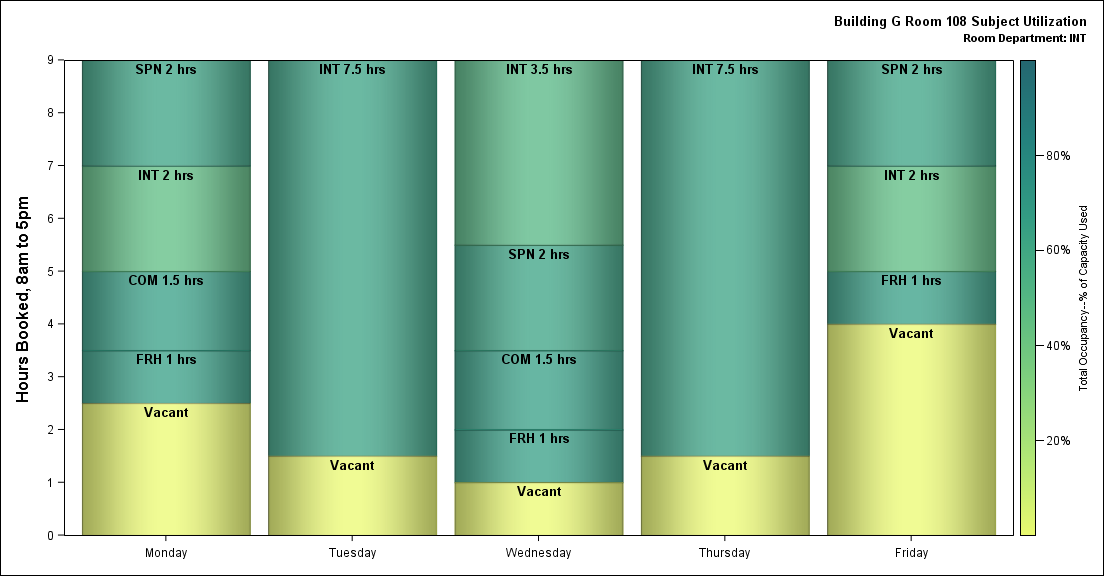 Building G Room 108 Subject Utilization
Room Department: INT
Hours Booked, 8am to 5pm
9
8
7
6
5
4
3
2
1
0
SPN 2 hrs
INT 2 hrs
COM 1.5 hrs
FRH 1 hrs
Vacant
INT 7.5 hrs
Vacant
INT 3.5 hrs
SPN 2 hrs
COM 1.5 hrs
FRH 1 hrs
Vacant
INT 7.5 hrs
Vacant
SPN 2 hrs
INT 2 hrs
FRH 1 hrs
Vacant
Monday
Tuesday
Wednesday
Thursday
Friday
80%
60%
40%
20%
Total Occupancy--% of Capacity Used